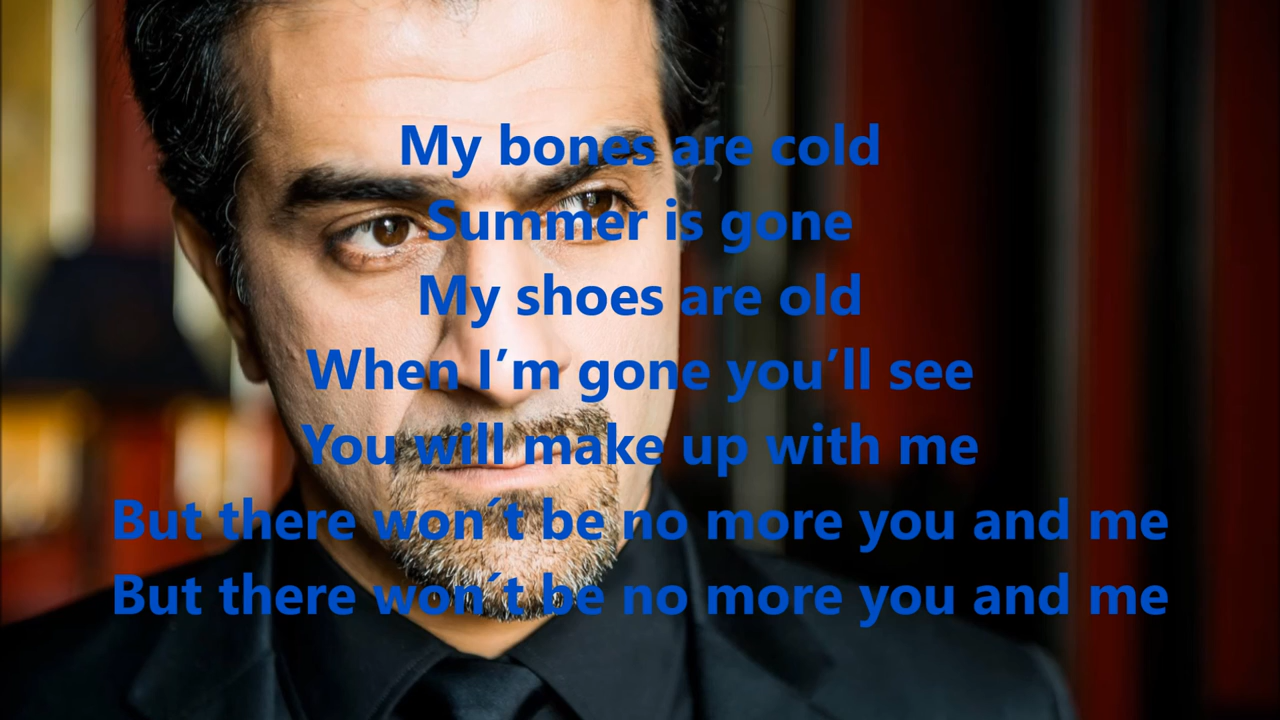 My bones are cold
Summer is gone
My shoes are old
When I’m gone you’ll see
You will make up with me
But there won´t be no more you and me
But there won´t be no more you and me